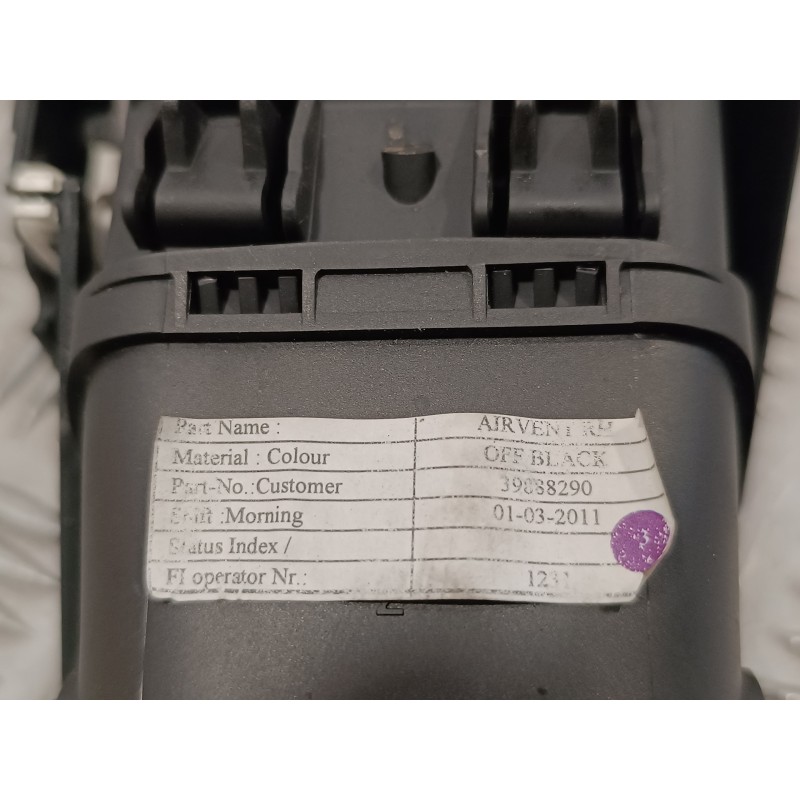 Part Name : AIRVENT RH
Material : Colour OFF BLACK
Part-No.:Customer 39888290
Shift :Morning 01-03-2011
Status Index /
FI operator Nr.: 1231
3